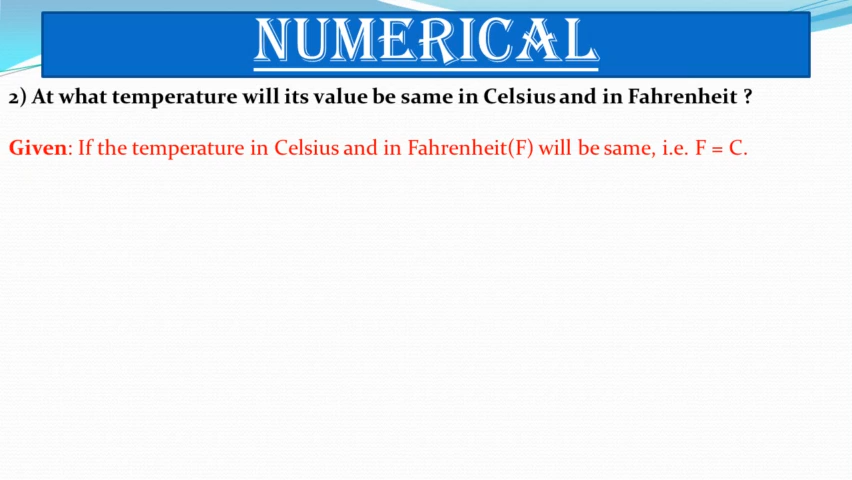 NUMERICAL
2) At what temperature will its value be same in Celsius and in Fahrenheit ?
Given: If the temperature in Celsius and in Fahrenheit(F) will be same, i.e. F = C.